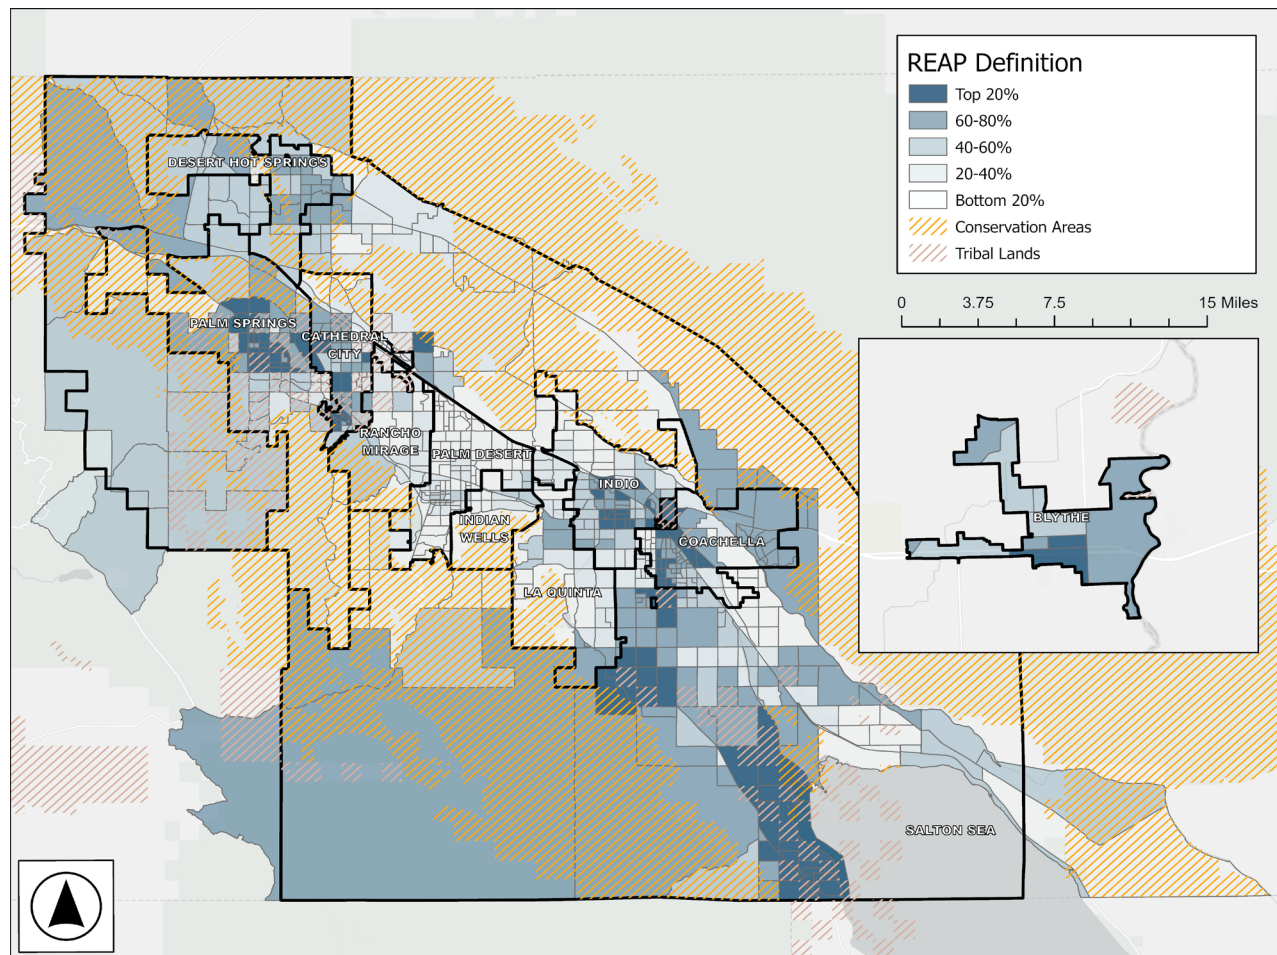 REAP Definition
Top 20%
60-80%
40-60%
20-40%
Bottom 20%
Conservation Areas
Tribal Lands
0 3.75 7.5 15 Miles
DESERT HOT SPRINGS
PALM SPRINGS
CATHEDRAL
CITY
RANCHO
MIRAGE
PALM DESERT
INDIAN
WELLS
INDIO
COACHELLA
LA QUINTA
SALTON SEA
BLYTHE